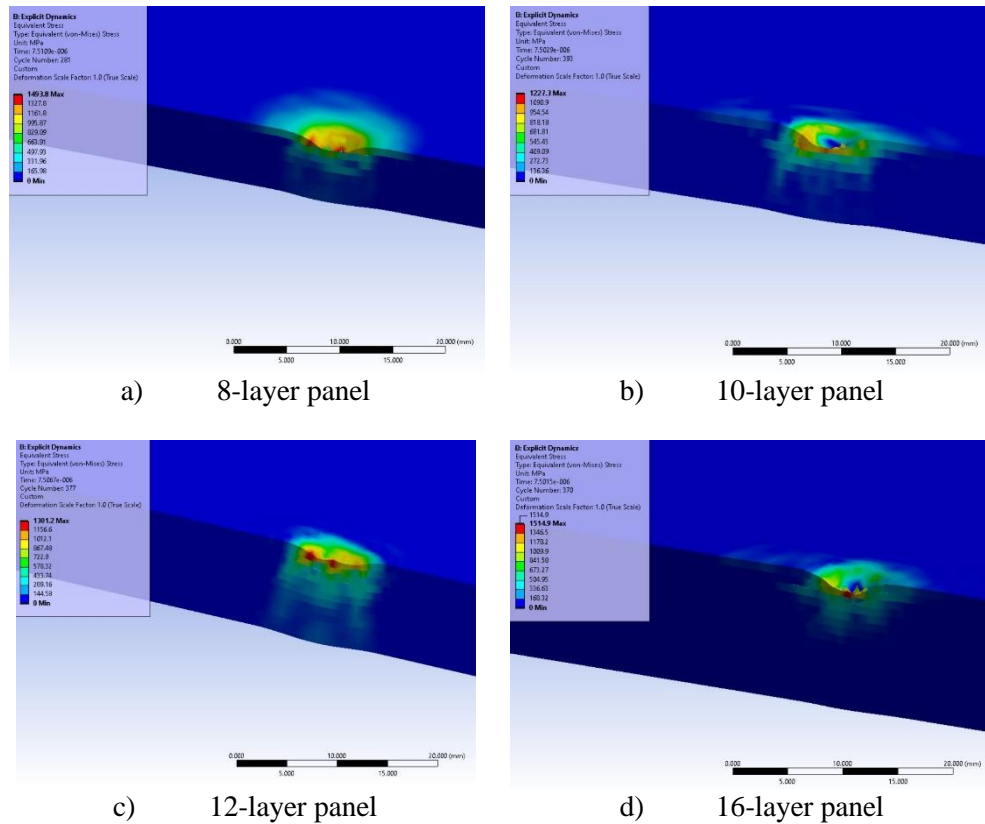 B: Explicit Dynamics
Equivalent Stress
Type: Equivalent (von-Mises) Stress
Unit: MPa
Time: 7.5109e-006
Cycle Number: 281
Custom
Deformation Scale Factor: 1.0 (True Scale)
1493.8 Max
1327.8
1161.8
995.87
829.89
663.91
497.93
331.96
165.98
0 Min
0.000
10.000
20.000 (mm)
5.000
15.000
a) 8-layer panel
B: Explicit Dynamics
Equivalent Stress
Type: Equivalent (von-Mises) Stress
Unit: MPa
Time: 7.5029e-006
Custom
Deformation Scale Factor: 1.0 (True Scale)
1227.3 Max
1090.9
954.54
818.18
681.81
545.45
409.09
272.73
136.36
0 Min
0.000
10.000
20.000 (mm)
5.000
15.000
b) 10-layer panel
B: Explicit Dynamics
Equivalent Stress
Type: Equivalent (von-Mises) Stress
Unit: MPa
Time: 7.5067e-006
Cycle Number: 377
Custom
Deformation Scale Factor: 1.0 (True Scale)
1301.2 Max
1156.6
1012.1
867.48
722.9
578.32
433.74
289.16
144.58
0 Min
0.000
10.000
20.000 (mm)
5.000
15.000
c) 12-layer panel
B: Explicit Dynamics
Equivalent Stress
Type: Equivalent (von-Mises) Stress
Unit: MPa
Time: 7.5015e-006
Cycle Number: 370
Custom
Deformation Scale Factor: 1.0 (True Scale)
1514.9
1514.9 Max
1346.5
1178.2
1009.9
841.58
673.27
504.95
336.63
168.32
0 Min
0.000
10.000
20.000 (mm)
5.000
15.000
d) 16-layer panel